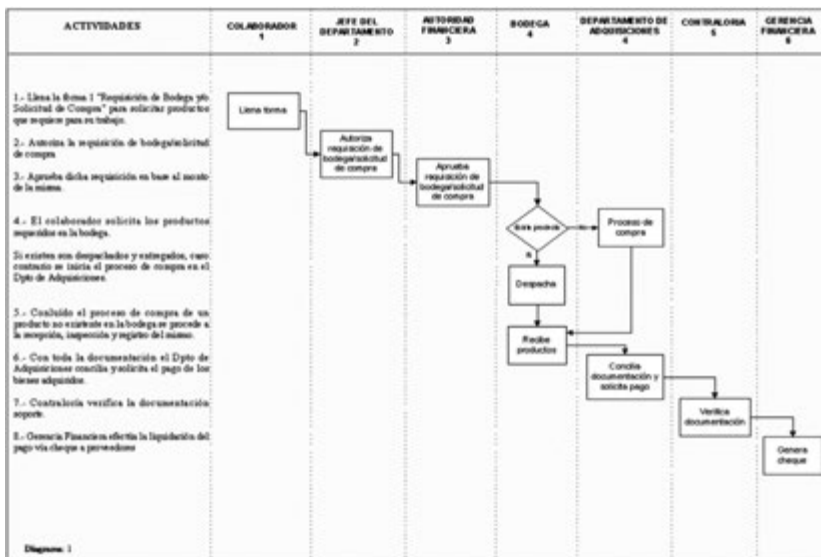 ACTIVIDADES
COLABORADOR
1
JEFE DEL
DEPARTAMENTO
2
AUTORIDAD
FINANCIERA
3
BODEGA
4
DEPARTAMENTO DE
ADQUISICIONES
4
CONTRALORIA
5
GERENCIA
FINANCIERA
6
1.- Llena la forma 1 "Requisición de Bodega y/o
Solicitud de Compra" para solicitar productos
que requiere para su trabajo.
2.- Autoriza la requisición de bodega/solicitud
de compra
3.- Aprueba dicha requisición en base al monto
de la misma.
4.- El colaborador solicita los productos
requeridos en la bodega.
Si existen son despachados y entregados, caso
contrario se inicia el proceso de compra en el
Dpto de Adquisiciones.
5.- Concluido el proceso de compra de un
producto no existente en la bodega se procede a
la recepción, inspección y registro del mismo.
6.- Con toda la documentación el Dpto de
Adquisiciones concilia y solicita el pago de los
bienes adquiridos.
7.- Contraloría verifica la documentación
soporte.
8.- Gerencia Financiera efectúa la liquidación del
pago vía cheque a proveedores
Llena forma
Autoriza
requisición de
bodega/solicitud
de compra
Aprueba
requisición de
bodega/solicitud
de compra
No
Proceso de
compra
Despacha
Recibe
productos
Concilia
documentación y
solicita pago
Verifica
documentación
Genera
cheque
Diagrama: 1